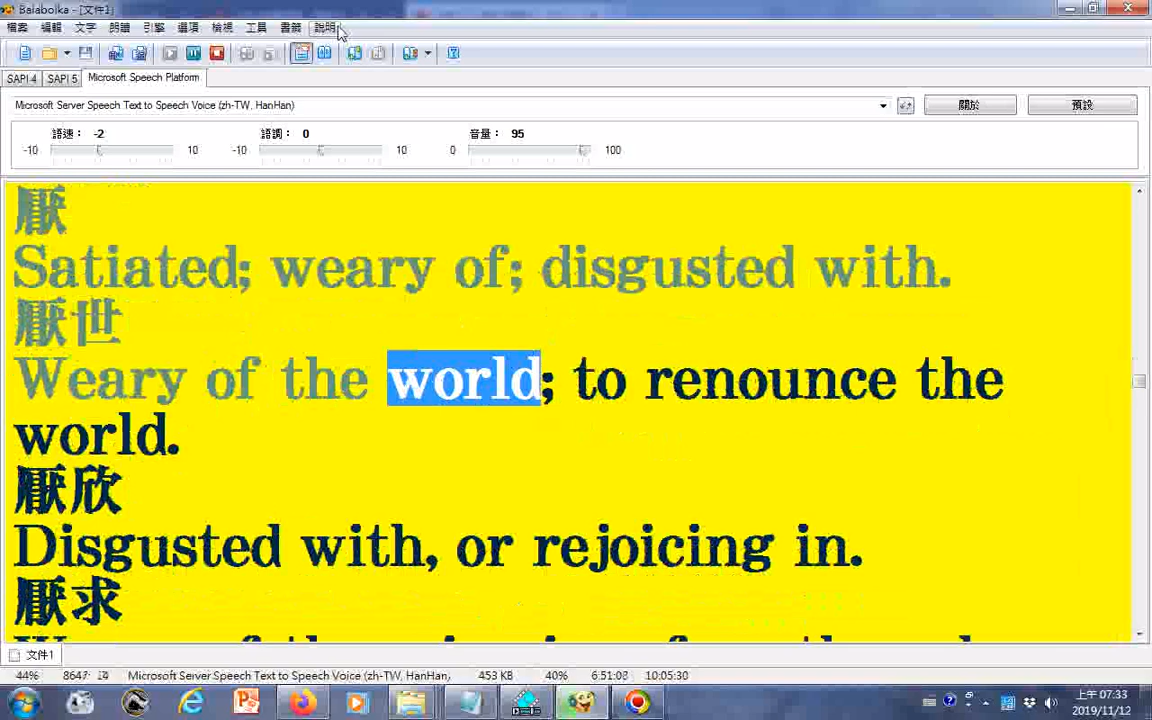 Balabolka - [文件1]
檔案 編輯 文字 朗讀 引擎 選項 檢視 工具 書籤 說明
SAPI 4 SAPI 5 Microsoft Speech Platform
Microsoft Server Speech Text to Speech Voice (zh-TW, HanHan) 關於 預設
語速： -2 語調： 0 音量： 95
-10 10 -10 10 0 100
厭
Satiated; weary of; disgusted with.
厭世
Weary of the world; to renounce the
world.
厭欣
Disgusted with, or rejoicing in.
厭求
文件1
44% Microsoft Server Speech Text to Speech Voice (zh-TW, HanHan, 453 KB 40% 6:51:08 10:05:30
上午 07:33
2019/11/12